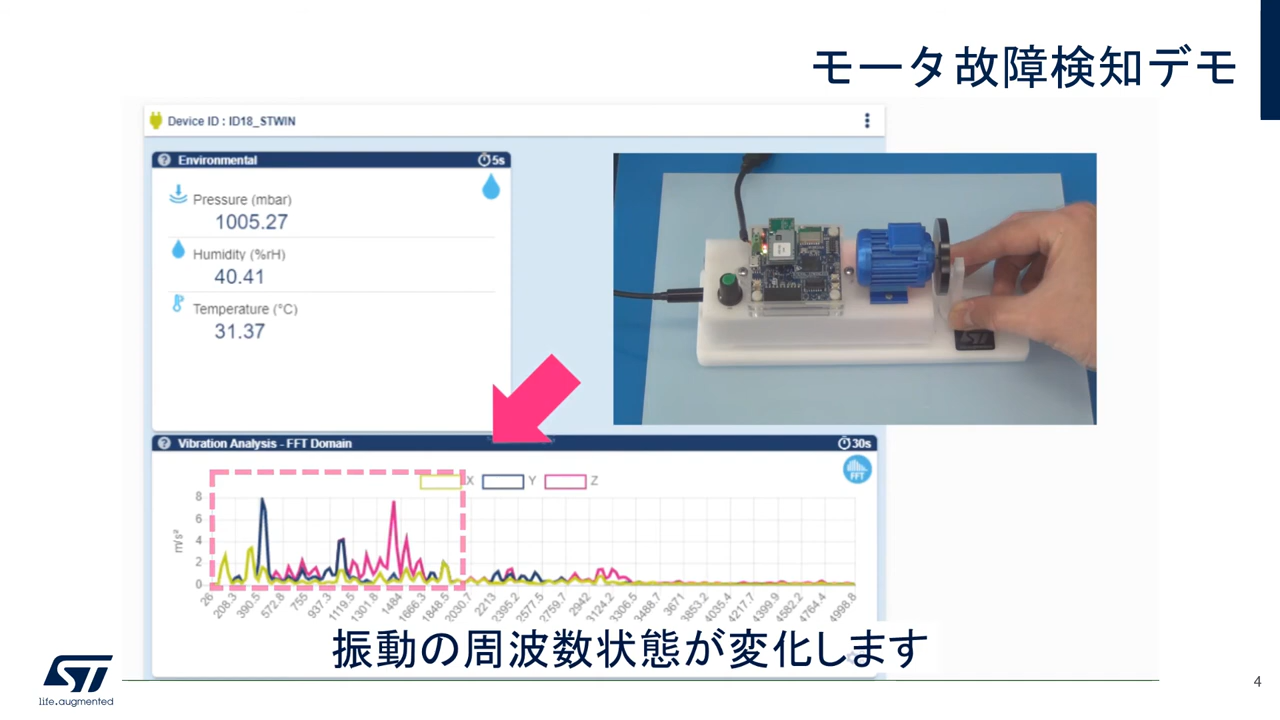 モータ故障検知デモ
Device ID : ID18_STWIN
Environmental
5s
Pressure (mbar)
1005.27
Humidity (%rH)
40.41
Temperature (°C)
31.37
Vibration Analysis - FFT Domain
30s
FFT
X Y Z
m/s²
8
6
4
2
0
26 208.3 390.5 572.8 755 937.3 1119.5 1301.8 1484 1666.3 1848.5 2030.7 2213 2395.2 2577.5 2759.7 2942 3124.2 3306.5 3488.7 3671 3853.2 4035.4 4217.7 4399.9 4582.2 4764.4 4998.8
振動の周波数状態が変化します
ST
life.augmented
4